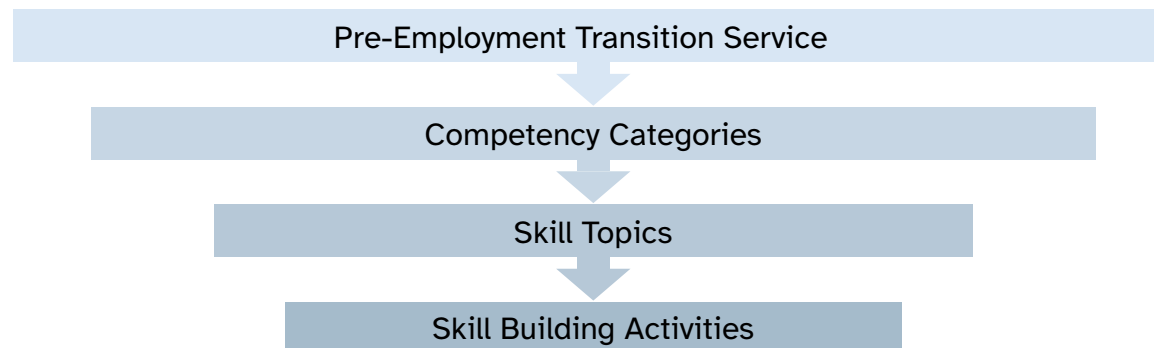 Pre-Employment Transition Service
Competency Categories
Skill Topics
Skill Building Activities